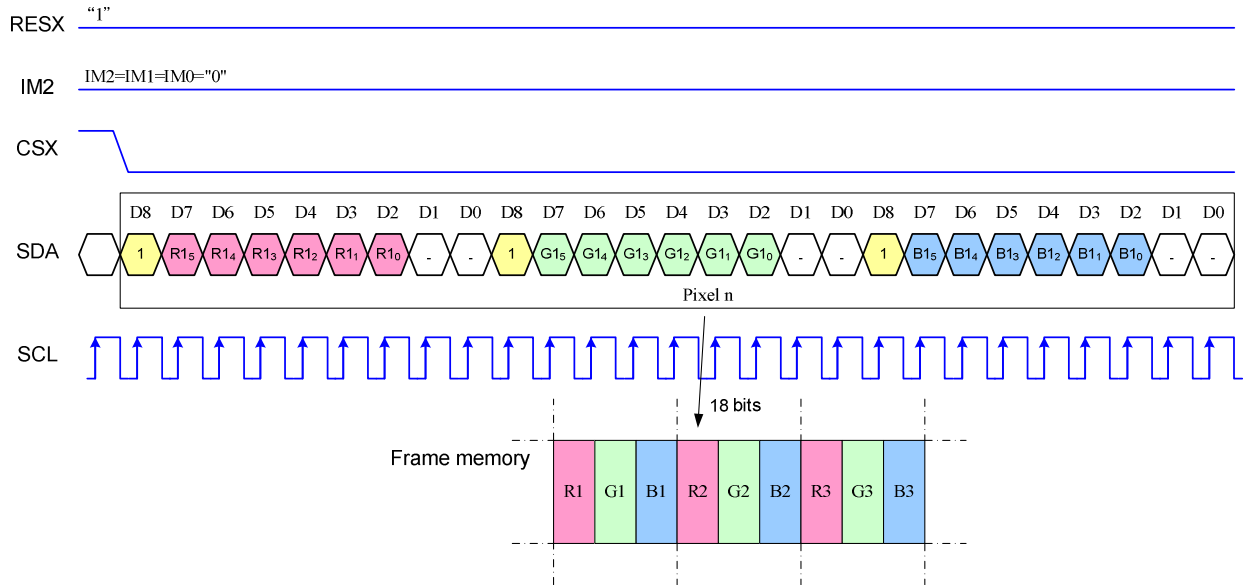 RESX “1”
IM2 IM2=IM1=IM0="0"
CSX
D8 D7 D6 D5 D4 D3 D2 D1 D0 D8 D7 D6 D5 D4 D3 D2 D1 D0 D8 D7 D6 D5 D4 D3 D2 D1 D0
SDA 1 R1₅ R1₄ R1₃ R1₂ R1₁ R1₀ - - 1 G1₅ G1₄ G1₃ G1₂ G1₁ G1₀ - - 1 B1₅ B1₄ B1₃ B1₂ B1₁ B1₀ - -
Pixel n
SCL
18 bits
Frame memory
R1 G1 B1 R2 G2 B2 R3 G3 B3